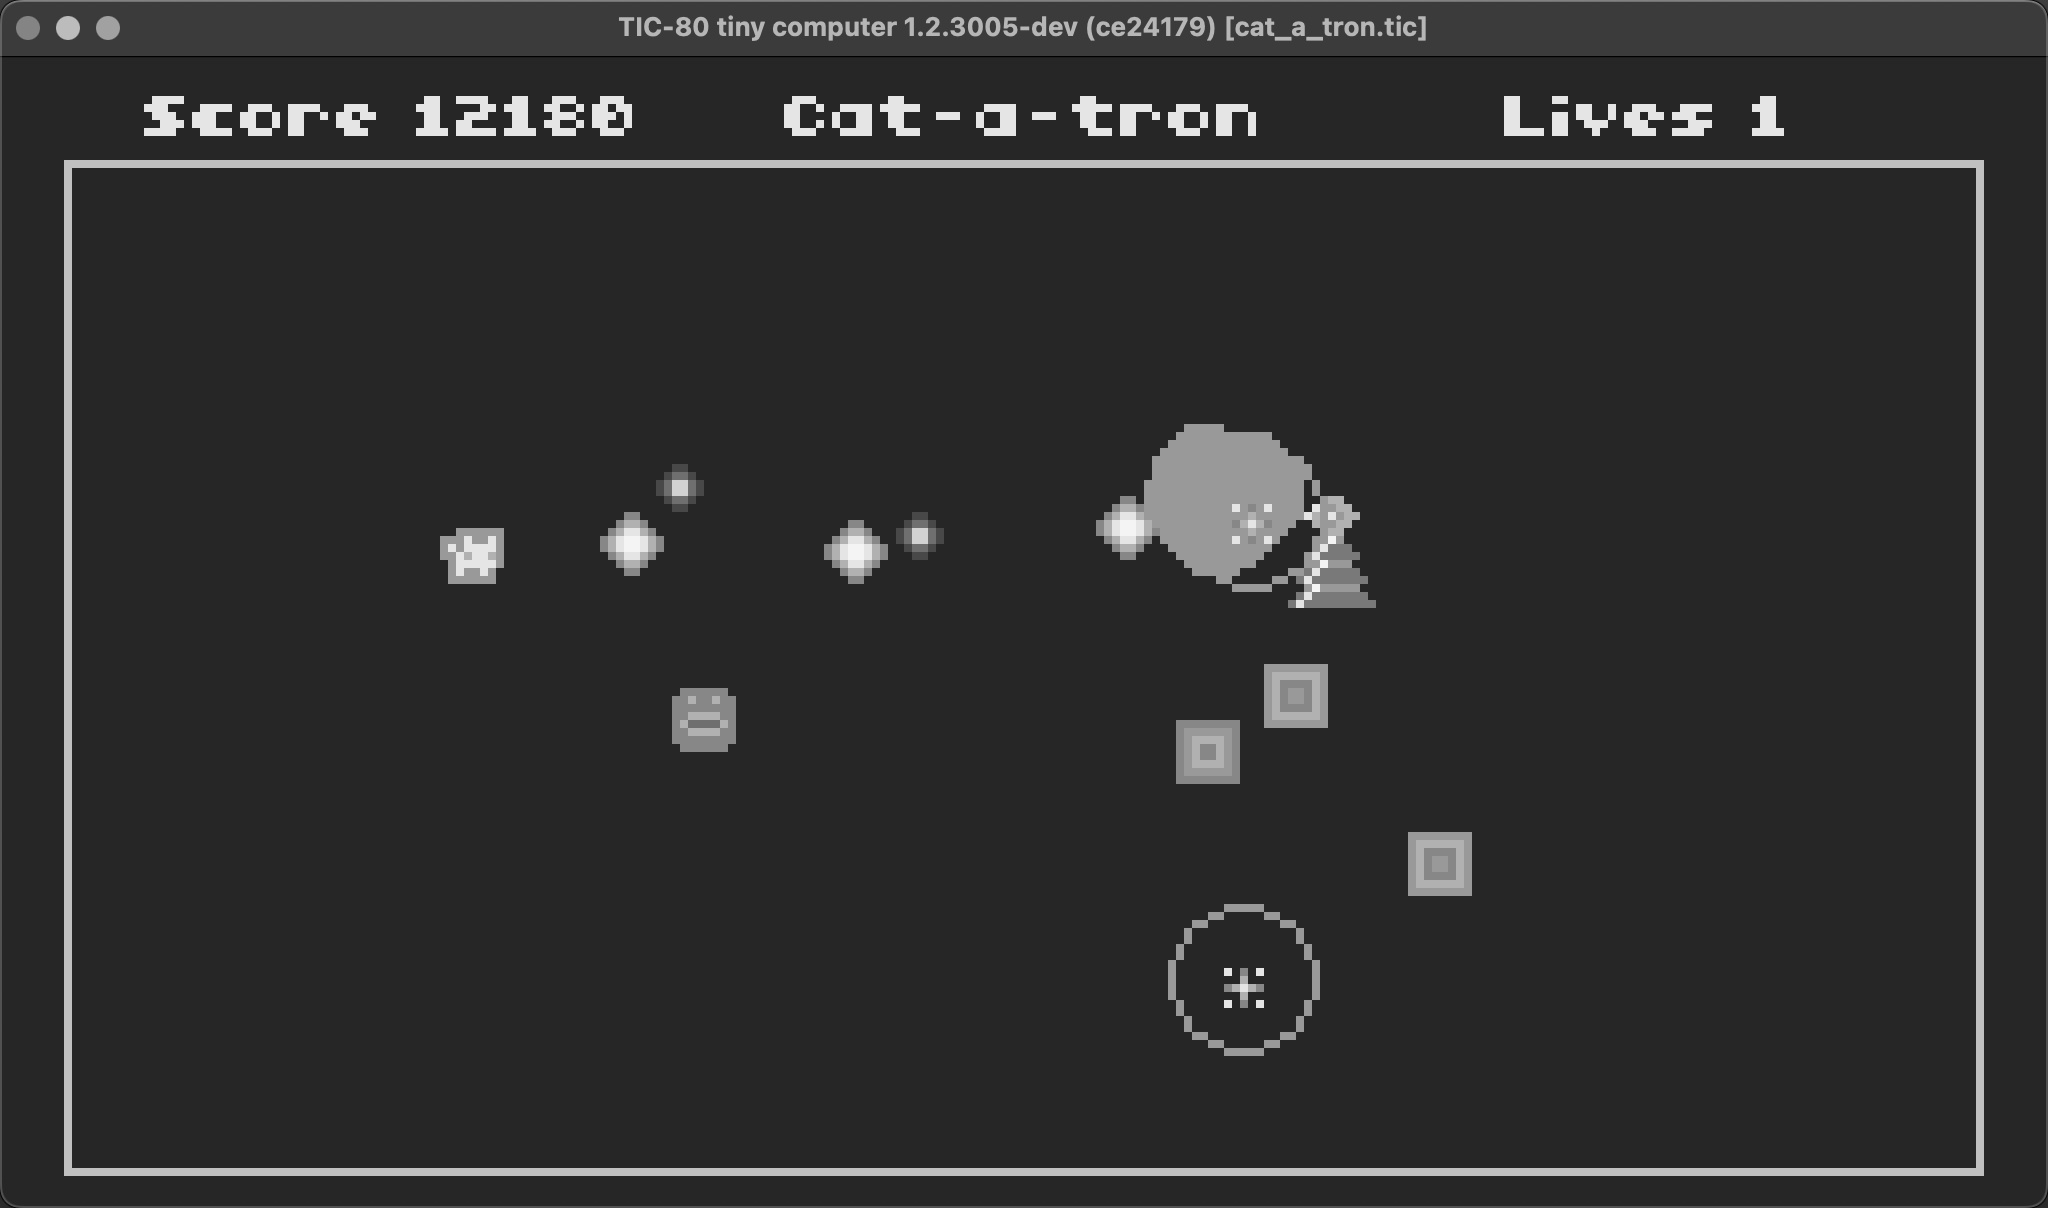 TIC-80 tiny computer 1.2.3005-dev (ce24179) [cat_a_tron.tic]
Score 12180 Cat-a-tron Lives 1